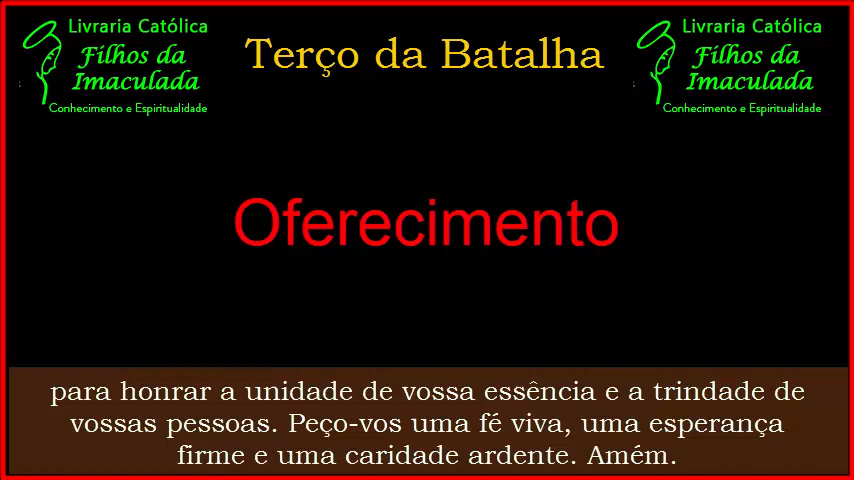 Livraria Católica
Filhos da
Imaculada
Conhecimento e Espiritualidade
Terço da Batalha
Livraria Católica
Filhos da
Imaculada
Conhecimento e Espiritualidade
Oferecimento
para honrar a unidade de vossa essência e a trindade de
vossas pessoas. Peço-vos uma fé viva, uma esperança
firme e uma caridade ardente. Amém.